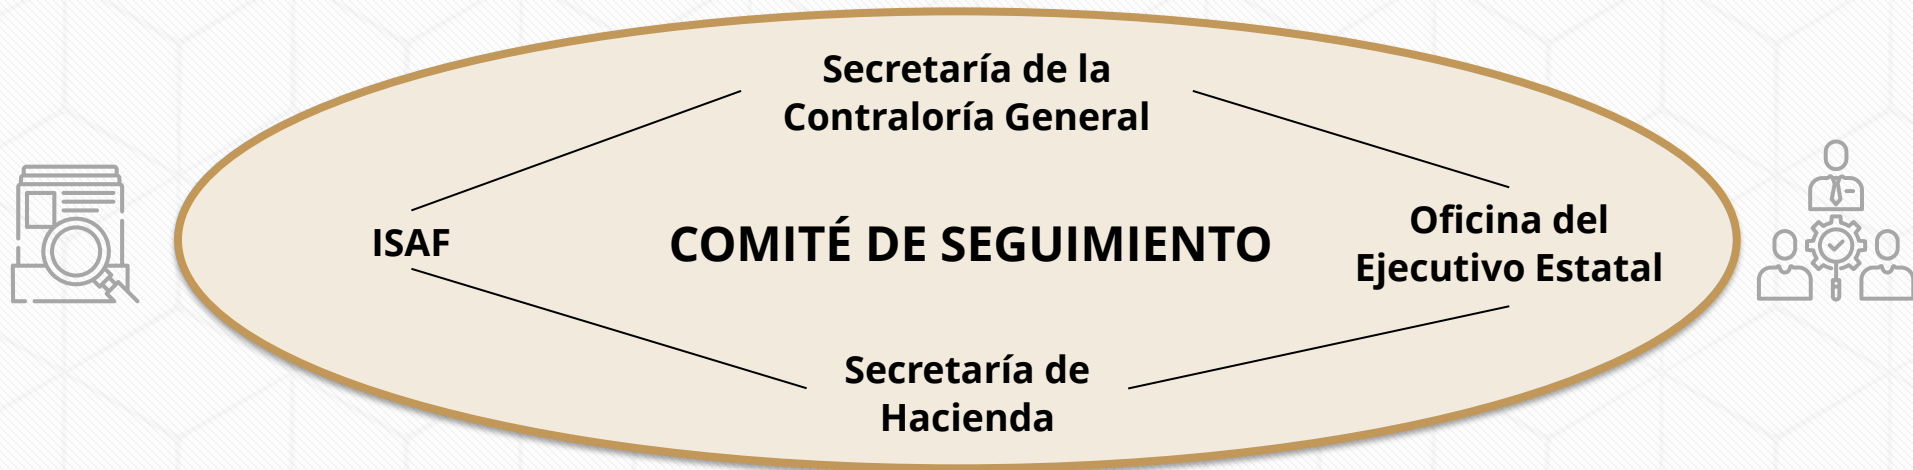 Secretaría de la
Contraloría General
ISAF
COMITÉ DE SEGUIMIENTO
Oficina del
Ejecutivo Estatal
Secretaría de
Hacienda